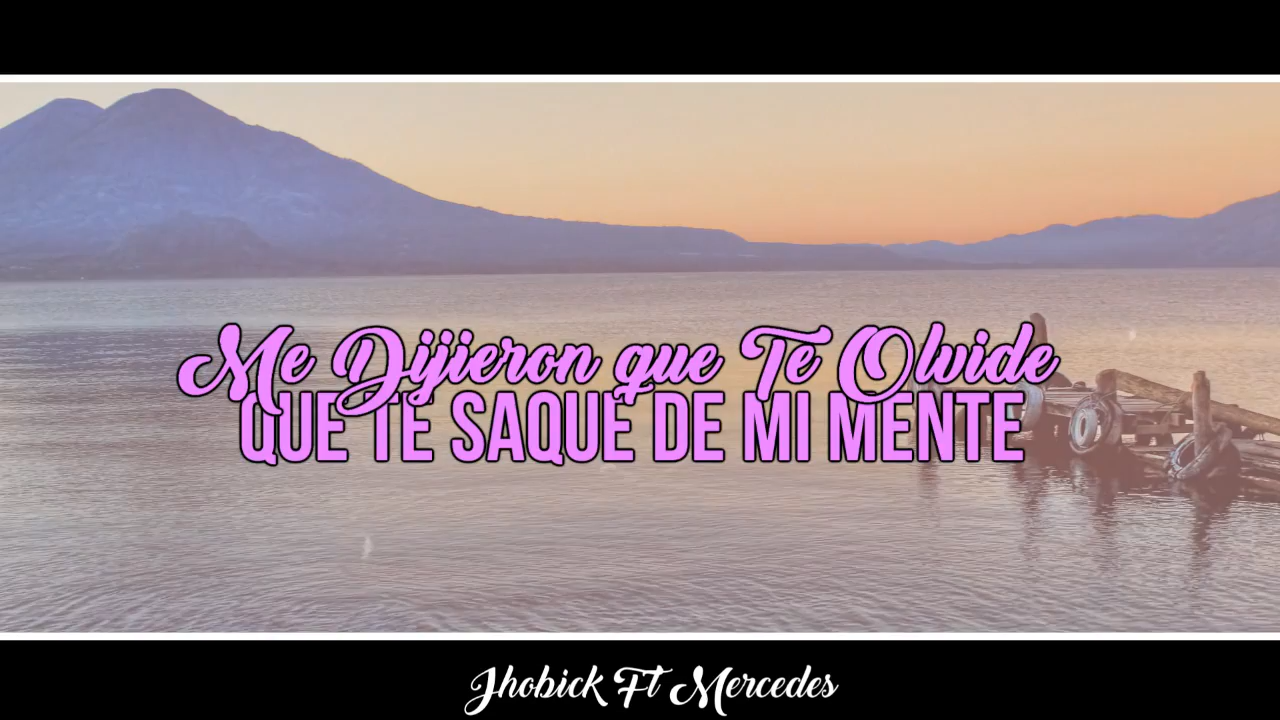 Me Dijieron que Te Olvide
QUE TE SAQUE DE MI MENTE
Jhobick Ft Mercedes